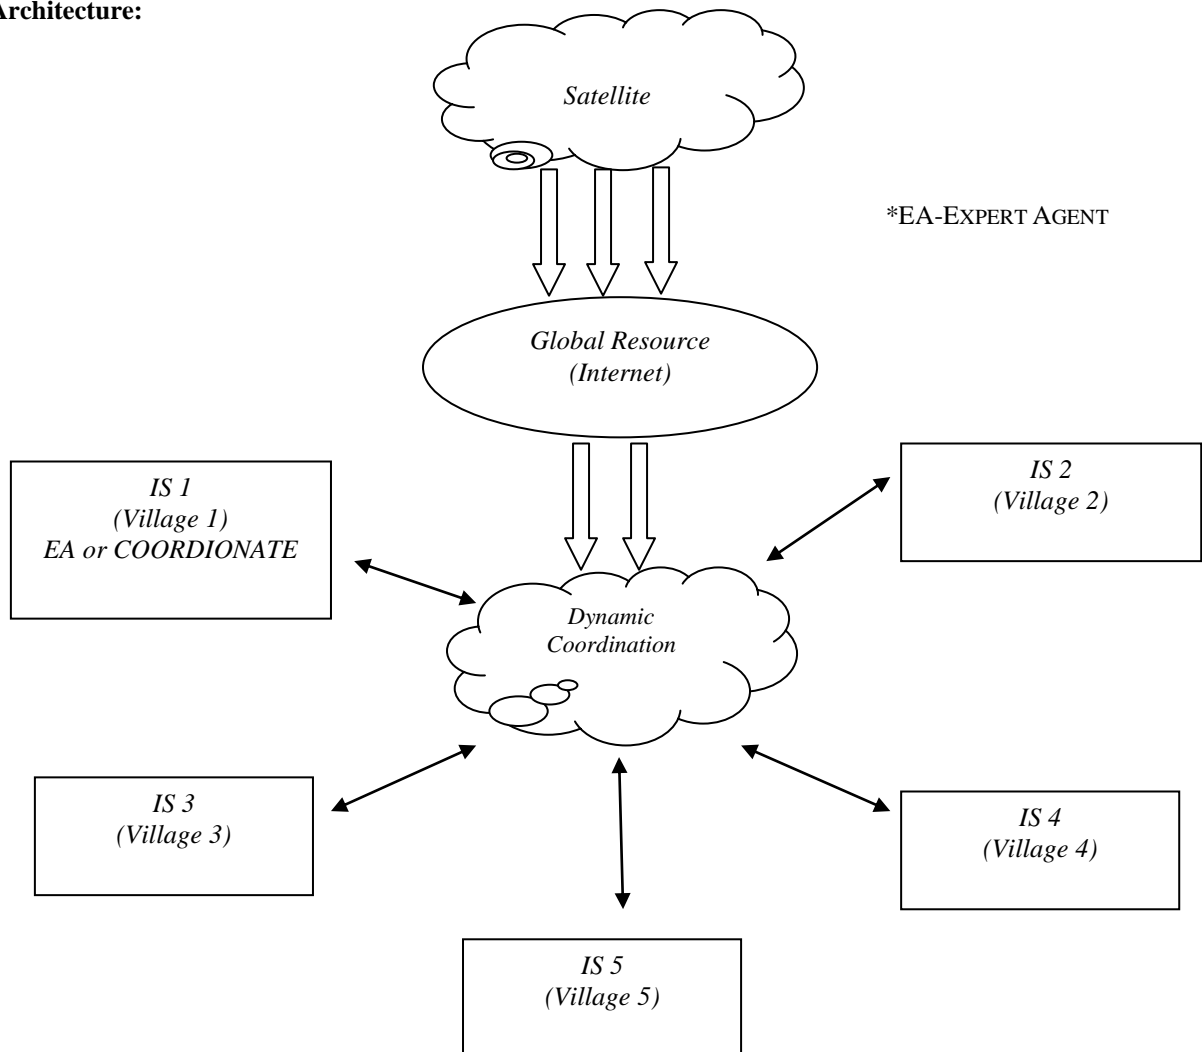 Architecture:
Satellite
*EA-EXPERT AGENT
Global Resource
(Internet)
IS 1
(Village 1)
EA or COORDIONATE
IS 2
(Village 2)
Dynamic
Coordination
IS 3
(Village 3)
IS 4
(Village 4)
IS 5
(Village 5)